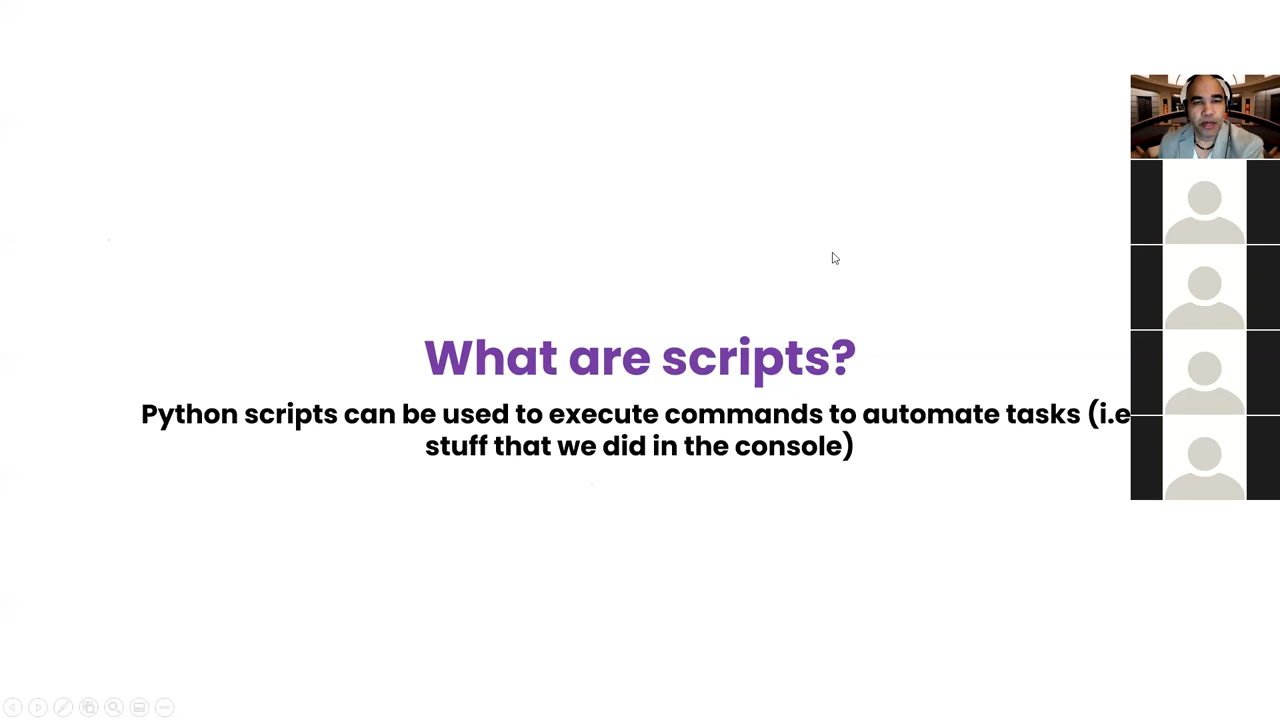 What are scripts?
Python scripts can be used to execute commands to automate tasks (i.e
stuff that we did in the console)